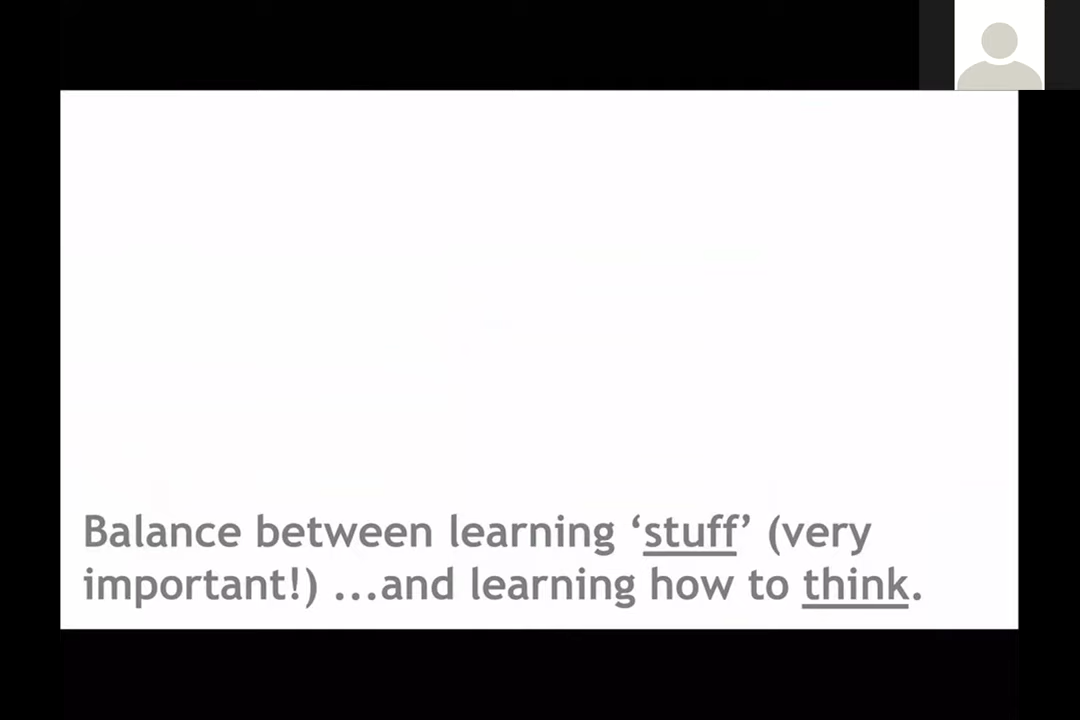 Balance between learning ‘stuff’ (very
important!) ...and learning how to think.